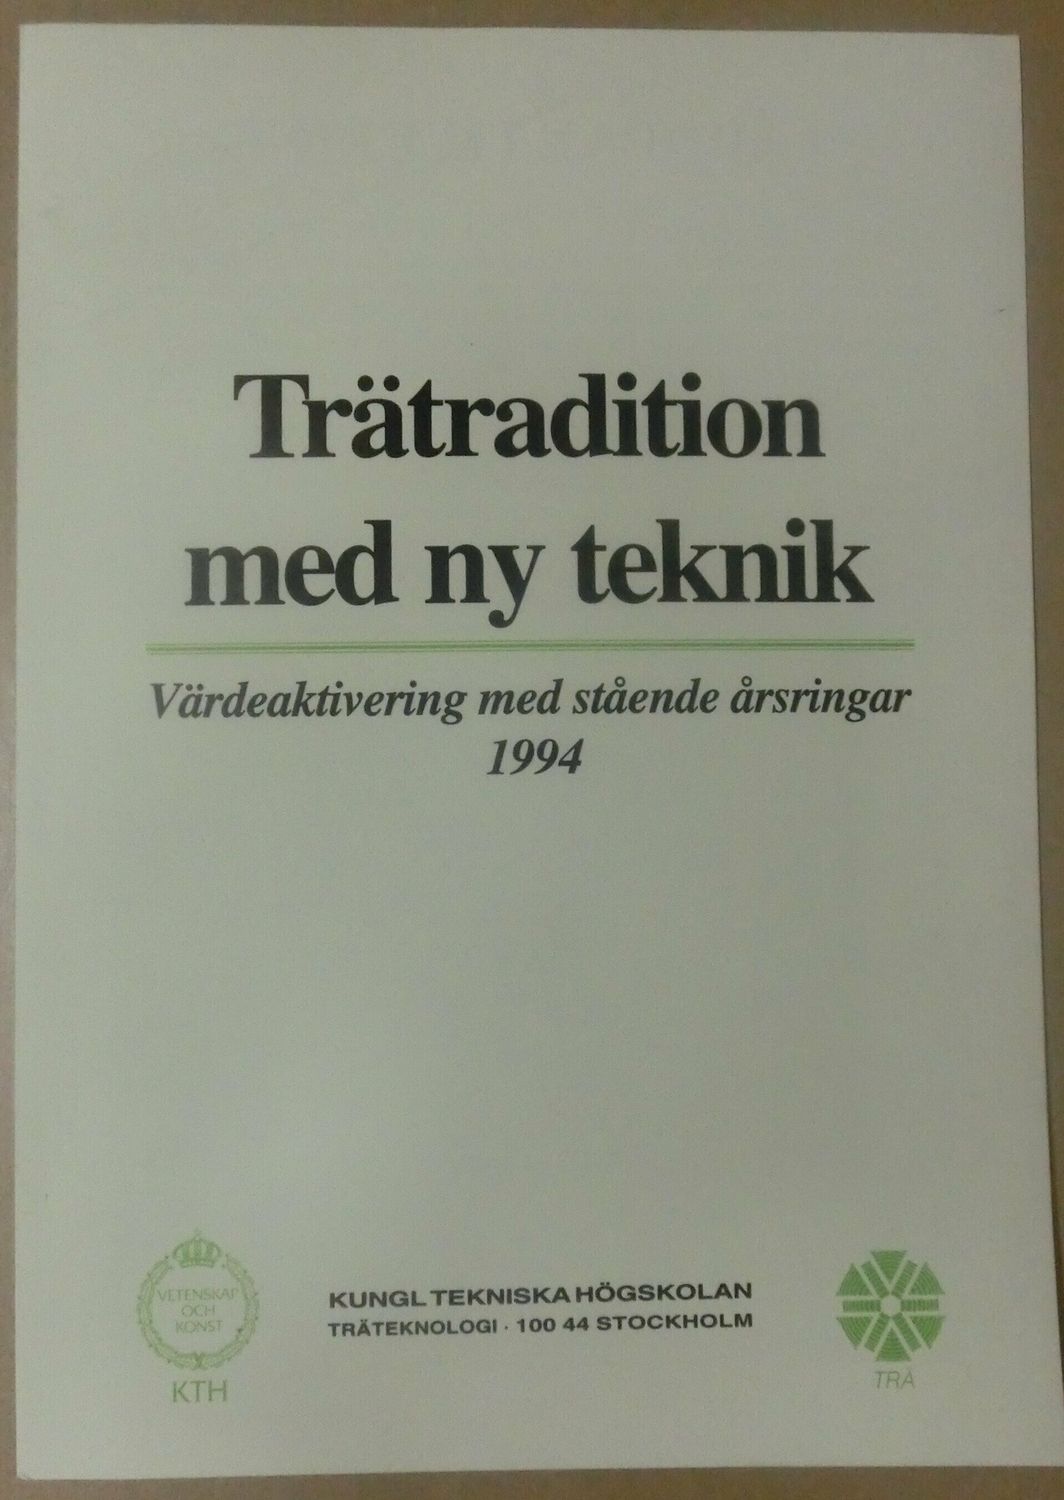 Trätradition
med ny teknik
Värdeaktivering med stående årsringar
1994
VETENSKAP
OCH
KONST
KTH
KUNGL TEKNISKA HÖGSKOLAN
TRÄTEKNOLOGI · 100 44 STOCKHOLM
TRÄ